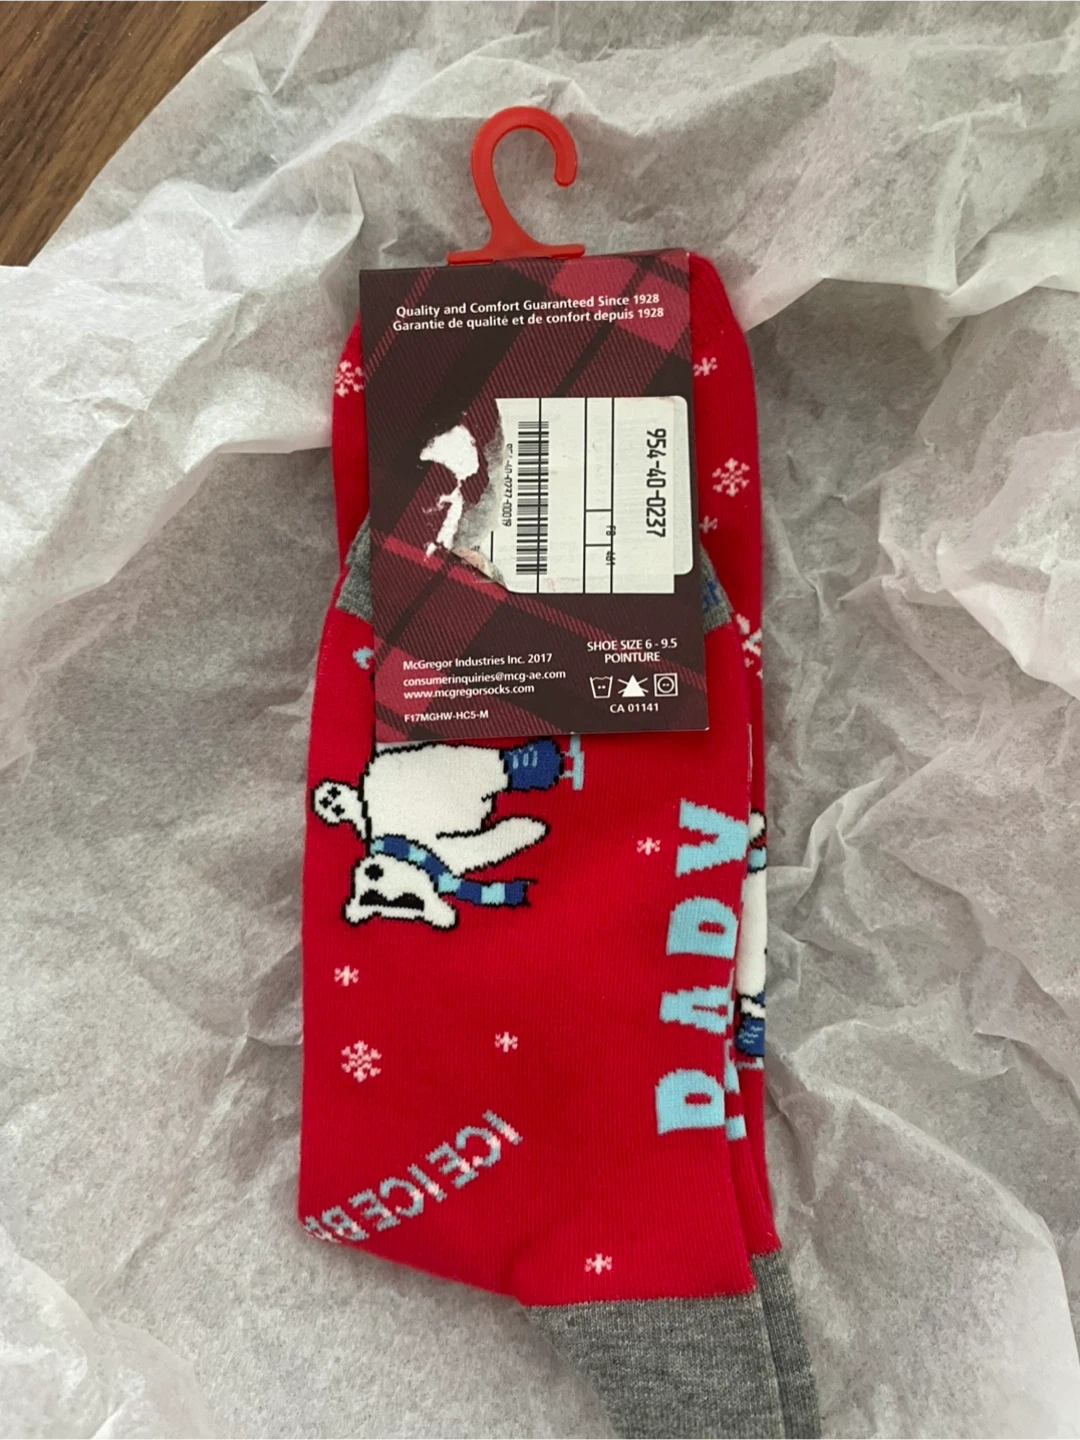 Quality and Comfort Guaranteed Since 1928
Garantie de qualité et de confort depuis 1928
954-40-0237
FB 461
SHOE SIZE 6 - 9.5
POINTURE
McGregor Industries Inc. 2017
consumerinquiries@mcg-ae.com
www.mcgregorsocks.com
F17MGHW-HC5-M
CA 01141
ICE ICE